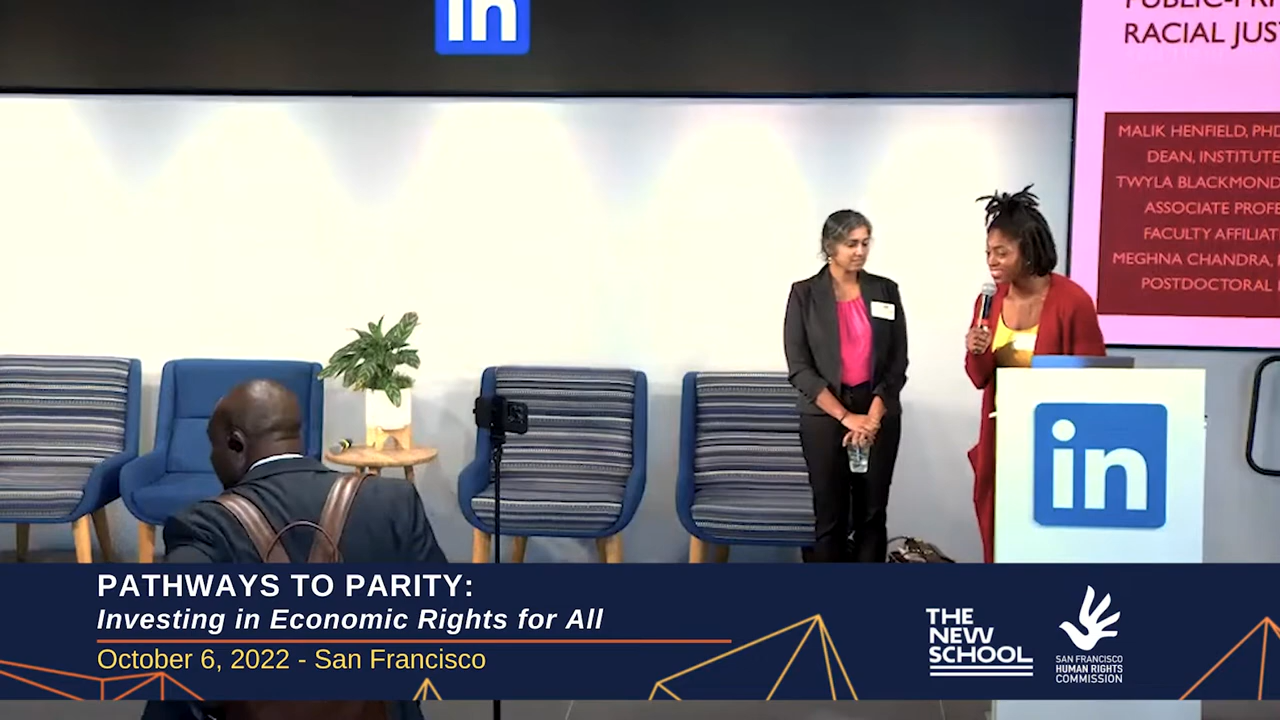 in
RACIAL JUS
MALIK HENFIELD, PHD
DEAN, INSTITUTE
TWYLA BLACKMOND
ASSOCIATE PROFE
FACULTY AFFILIAT
MEGHNA CHANDRA,
POSTDOCTORAL
in
PATHWAYS TO PARITY:
Investing in Economic Rights for All
October 6, 2022 - San Francisco
THE
NEW
SCHOOL
SAN FRANCISCO
HUMAN RIGHTS
COMMISSION